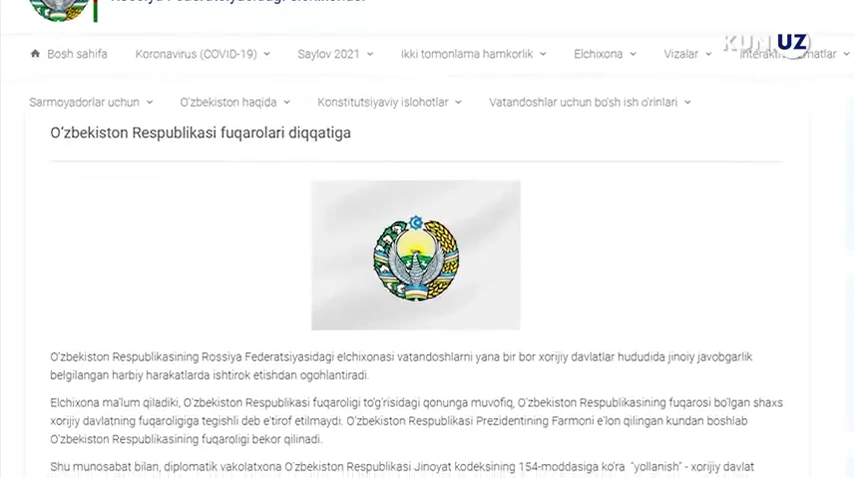 Rossiya Federatsiyasidagi elchixonasi
KUN UZ
Bosh sahifa Koronavirus (COVID-19) Saylov 2021 Ikki tomonlama hamkorlik Elchixona Vizalar
Sarmoyadorlar uchun O'zbekiston haqida Konstitutsiyaviy islohotlar Vatandoshlar uchun bo'sh ish o'rinlari
O‘zbekiston Respublikasi fuqarolari diqqatiga
O'zbekiston Respublikasining Rossiya Federatsiyasidagi elchixonasi vatandoshlarni yana bir bor xorijiy davlatlar hududida jinoiy javobgarlik
belgilangan harbiy harakatlarda ishtirok etishdan ogohlantiradi.
Elchixona ma'lum qiladiki, O'zbekiston Respublikasi fuqaroligi to'g'risidagi qonunga muvofiq, O'zbekiston Respublikasining fuqarosi bo'lgan shaxs
xorijiy davlatning fuqaroligiga tegishli deb e'tirof etilmaydi. O'zbekiston Respublikasi Prezidentining Farmoni e'lon qilingan kundan boshlab
O'zbekiston Respublikasining fuqaroligi bekor qilinadi.
Shu munosabat bilan, diplomatik vakolatxona O'zbekiston Respublikasi Jinoyat kodeksining 154-moddasiga ko'ra "yollanish" - xorijiy davlat